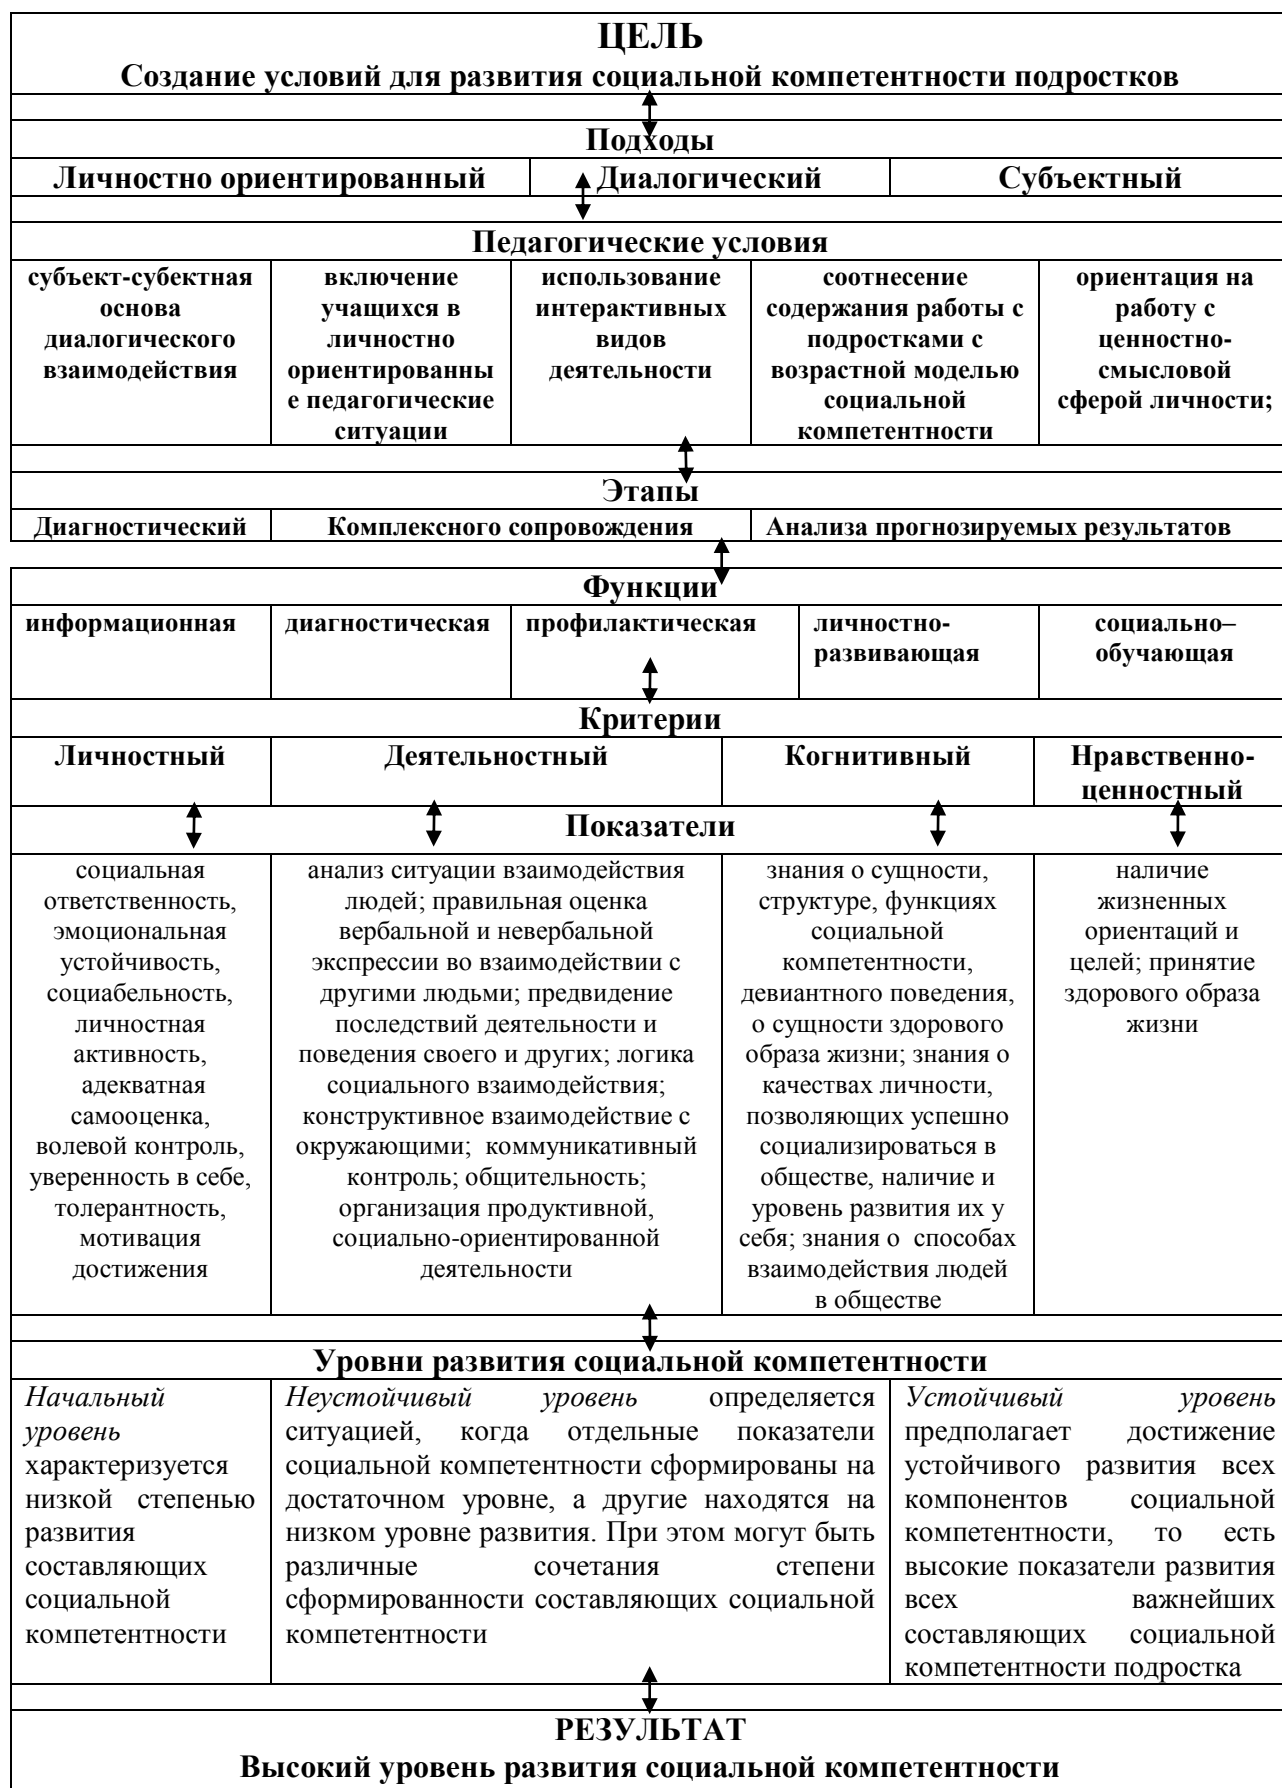 ЦЕЛЬ
Создание условий для развития социальной компетентности подростков
Подходы
Личностно ориентированный
Диалогический
Субъектный
Педагогические условия
субъект-субектная
основа
диалогического
взаимодействия
включение
учащихся в
личностно
ориентированны
е педагогические
ситуации
использование
интерактивных
видов
деятельности
соотнесение
содержания работы с
подростками с
возрастной моделью
социальной
компетентности
ориентация на
работу с
ценностно-
смысловой
сферой личности;
Этапы
Диагностический
Комплексного сопровождения
Анализа прогнозируемых результатов
Функции
информационная
диагностическая
профилактическая
личностно-
развивающая
социально–
обучающая
Критерии
Личностный
Деятельностный
Когнитивный
Нравственно-
ценностный
Показатели
социальная
ответственность,
эмоциональная
устойчивость,
социабельность,
личностная
активность,
адекватная
самооценка,
волевой контроль,
уверенность в себе,
толерантность,
мотивация
достижения
анализ ситуации взаимодействия
людей; правильная оценка
вербальной и невербальной
экспрессии во взаимодействии с
другими людьми; предвидение
последствий деятельности и
поведения своего и других; логика
социального взаимодействия;
конструктивное взаимодействие с
окружающими; коммуникативный
контроль; общительность;
организация продуктивной,
социально-ориентированной
деятельности
знания о сущности,
структуре, функциях
социальной
компетентности,
девиантного поведения,
о сущности здорового
образа жизни; знания о
качествах личности,
позволяющих успешно
социализироваться в
обществе, наличие и
уровень развития их у
себя; знания о способах
взаимодействия людей
в обществе
наличие
жизненных
ориентаций и
целей; принятие
здорового образа
жизни
Уровни развития социальной компетентности
Начальный
уровень
характеризуется
низкой степенью
развития
составляющих
социальной
компетентности
Неустойчивый уровень определяется
ситуацией, когда отдельные показатели
социальной компетентности сформированы на
достаточном уровне, а другие находятся на
низком уровне развития. При этом могут быть
различные сочетания степени
сформированности составляющих социальной
компетентности
Устойчивый уровень
предполагает достижение
устойчивого развития всех
компонентов социальной
компетентности, то есть
высокие показатели развития
всех важнейших
составляющих социальной
компетентности подростка
РЕЗУЛЬТАТ
Высокий уровень развития социальной компетентности